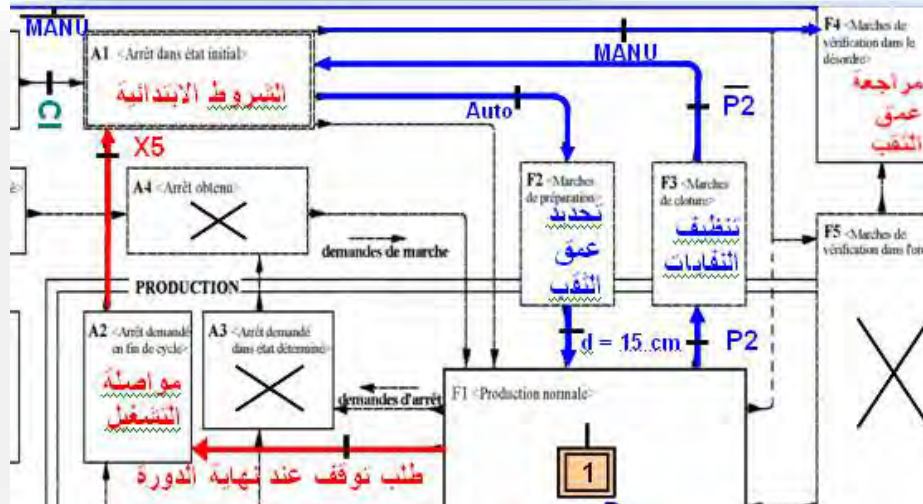 MANU
A1 <Arrêt dans état initial>
الشروط الابتدائية
MANU
F4 <Marches de
vérification dans le
désordre>
مراجعة
عمق
الثقب
CI
Auto
P2
X5
A4 <Arrêt obtenu>
F2 <Marches
de préparation>
تحديد
عمق
الثقب
F3 <Marches
de cloture>
تنظيف
النفايات
F5 <Marches de
demandes de marche
PRODUCTION
A2 <Arrêt demandé
en fin de cycle>
مواصلة
التشغيل
A3 <Arrêt demandé
dans état déterminé>
d = 15 cm
P2
demandes d'arrêt
F1 <Production normale>
طلب توقف عند نهاية الدورة
1